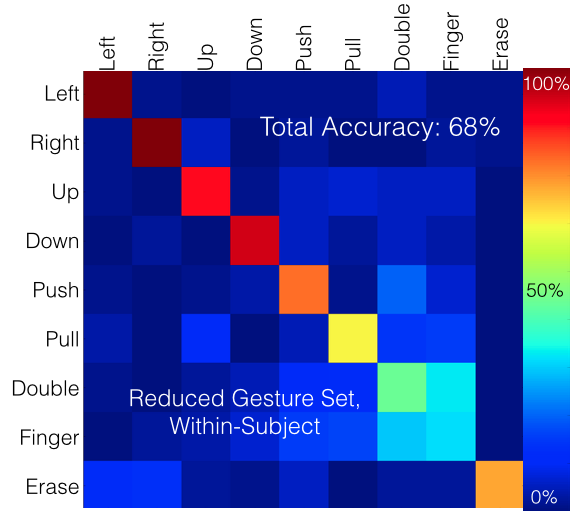 Left
Right
Up
Down
Push
Pull
Double
Finger
Erase
Left
Right
Up
Down
Push
Pull
Double
Finger
Erase
Total Accuracy: 68%
Reduced Gesture Set,
Within-Subject
100%
50%
0%